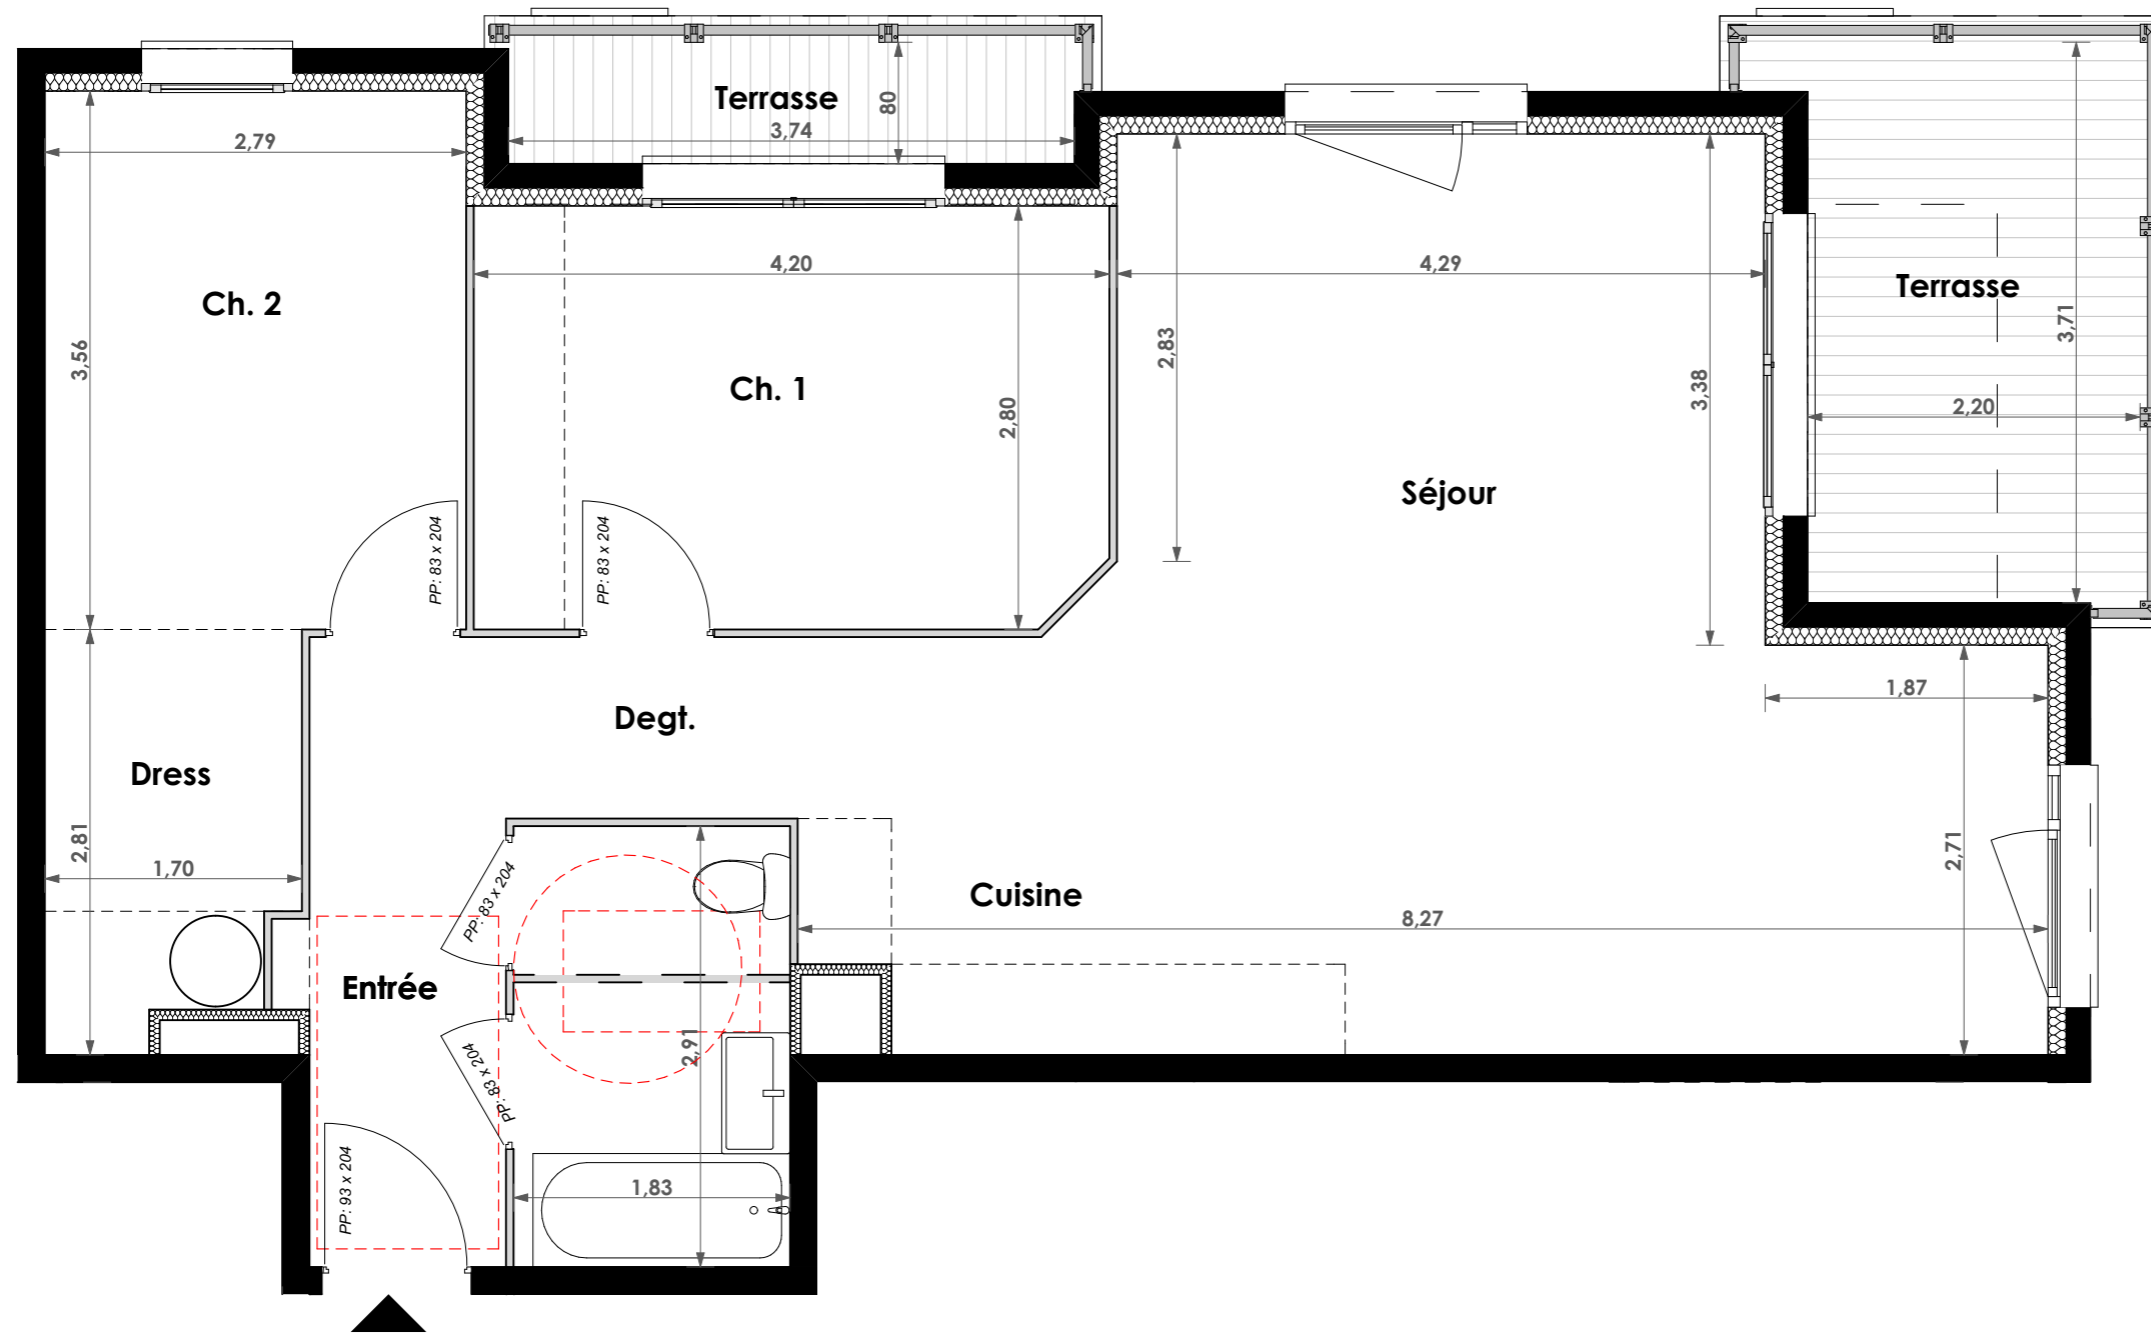 Terrasse
80
3,74
2,79
4,20
4,29
Terrasse
Ch. 2
3,71
2,83
3,56
Ch. 1
3,38
2,80
2,20
Séjour
PP: 83 x 204
PP: 83 x 204
1,87
Degt.
Dress
2,81
2,71
1,70
PP: 83 x 204
Cuisine
8,27
Entrée
2,91
PP: 83 x 204
1,83
PP: 93 x 204